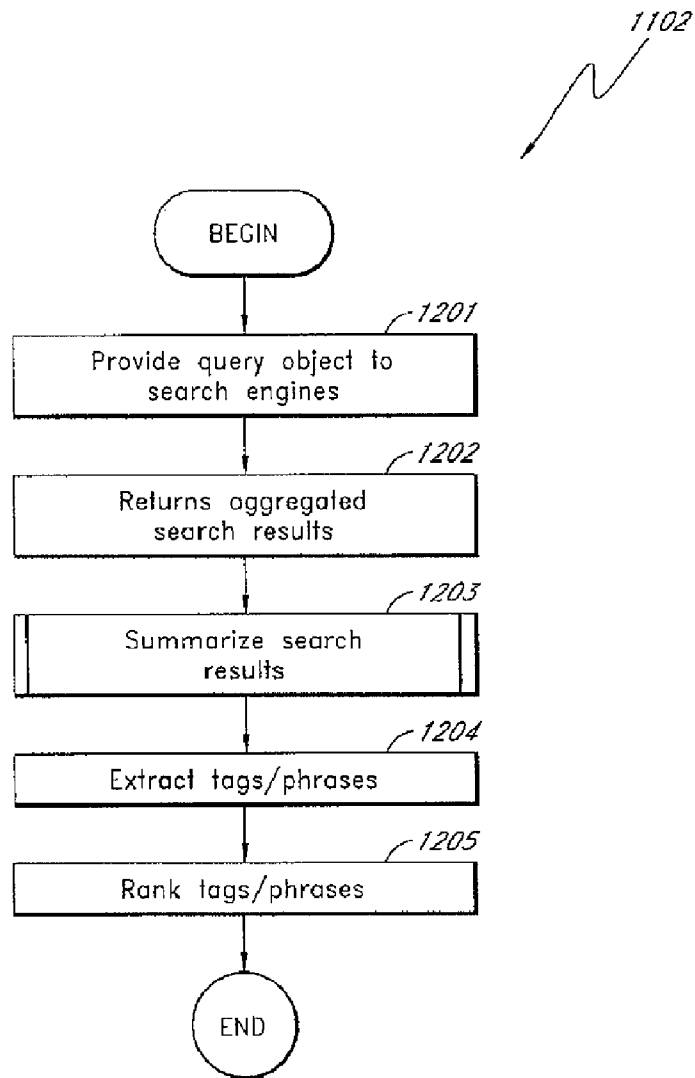 1102
BEGIN
1201
Provide query object to
search engines
1202
Returns aggregated
search results
1203
Summarize search
results
1204
Extract tags/phrases
1205
Rank tags/phrases
END